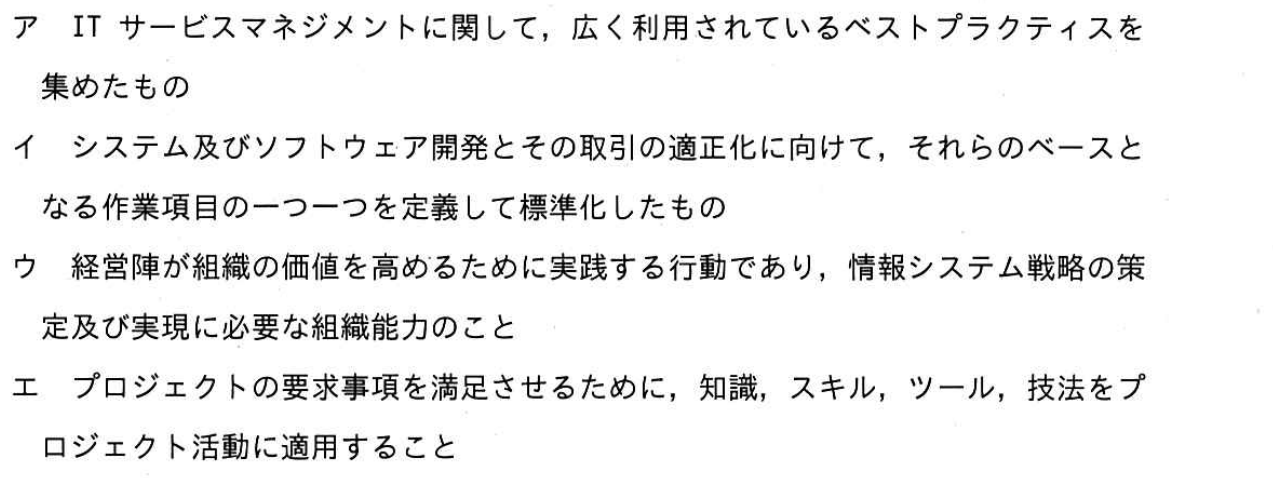 ア IT サービスマネジメントに関して，広く利用されているベストプラクティスを
集めたもの
イ システム及びソフトウェア開発とその取引の適正化に向けて，それらのベースと
なる作業項目の一つ一つを定義して標準化したもの
ウ 経営陣が組織の価値を高めるために実践する行動であり，情報システム戦略の策
定及び実現に必要な組織能力のこと
エ プロジェクトの要求事項を満足させるために，知識，スキル，ツール，技法をプ
ロジェクト活動に適用すること